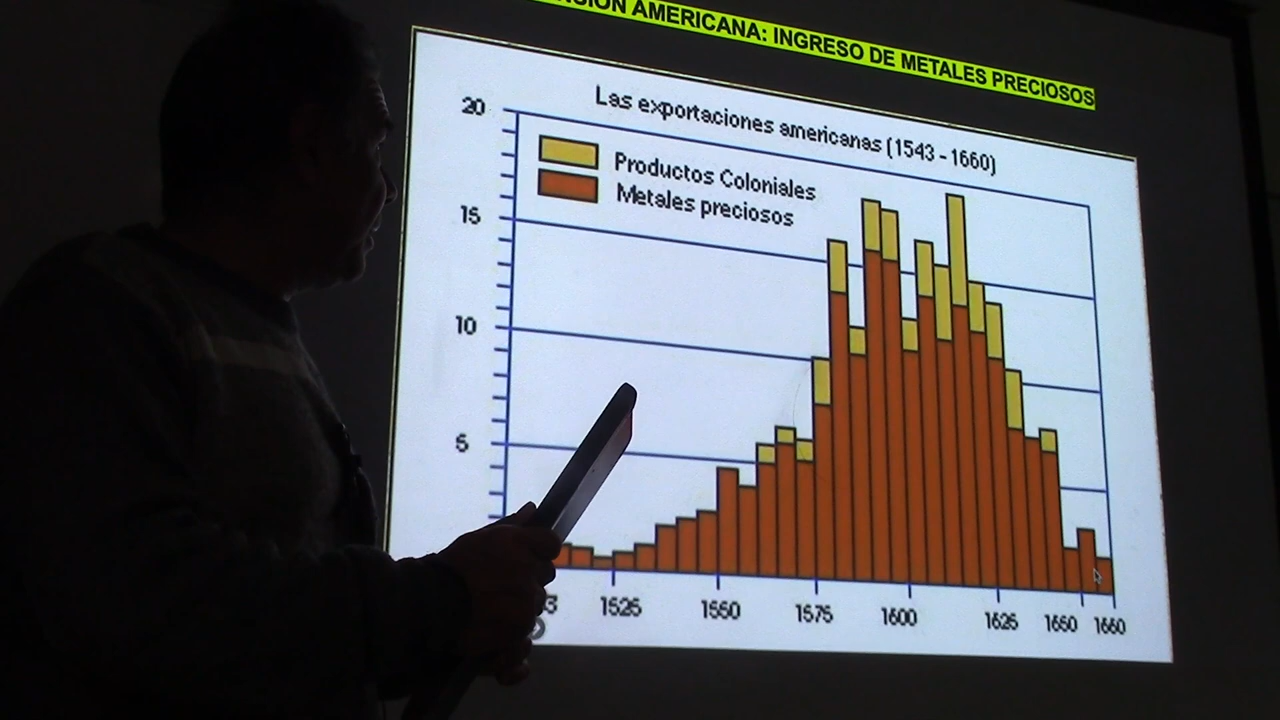 AMERICANA: INGRESO DE METALES PRECIOSOS
Las exportaciones americanas (1543 - 1660)
Productos Coloniales
Metales preciosos
20
15
10
5
1525 1550 1575 1600 1625 1650 1660